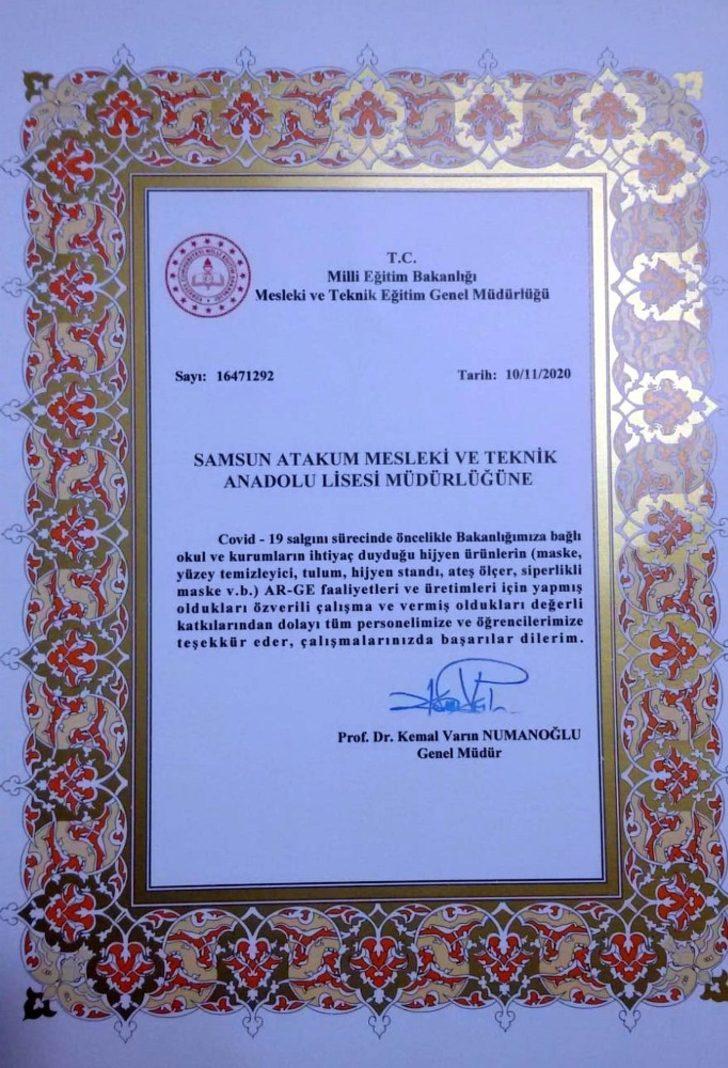 T.C.
Milli Eğitim Bakanlığı
Mesleki ve Teknik Eğitim Genel Müdürlüğü
Sayı: 16471292
Tarih: 10/11/2020
SAMSUN ATAKUM MESLEKİ VE TEKNİK
ANADOLU LİSESİ MÜDÜRLÜĞÜNE
Covid - 19 salgını sürecinde öncelikle Bakanlığımıza bağlı
okul ve kurumların ihtiyaç duyduğu hijyen ürünlerin (maske,
yüzey temizleyici, tulum, hijyen standı, ateş ölçer, siperlikli
maske v.b.) AR-GE faaliyetleri ve üretimleri için yapmış
oldukları özverili çalışma ve vermiş oldukları değerli
katkılarından dolayı tüm personelimize ve öğrencilerimize
teşekkür eder, çalışmalarınızda başarılar dilerim.
Prof. Dr. Kemal Varın NUMANOĞLU
Genel Müdür